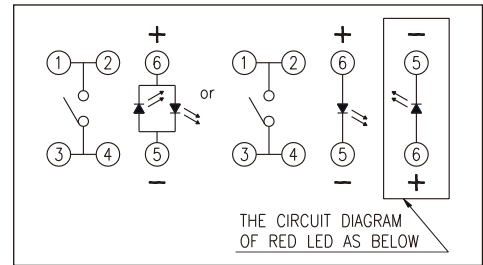 + + −
1 2 6 or 1 2 6 5
3 4 5 3 4 5 6
− − +
THE CIRCUIT DIAGRAM
OF RED LED AS BELOW